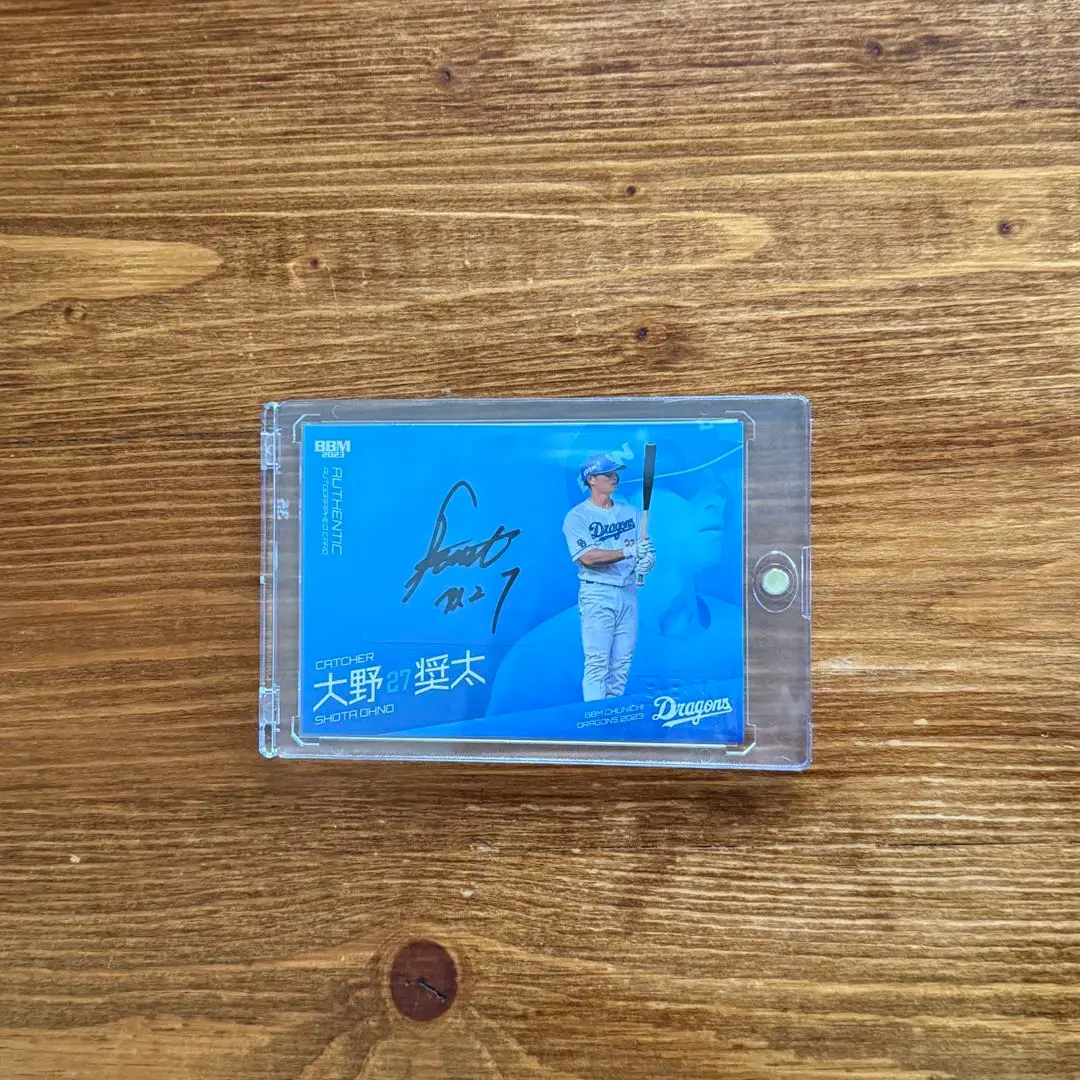 BBM
2023
AUTHENTIC
AUTOGRAPHED CARD
Dragons
27
CATCHER
大野 27 奨太
SHOTA OHNO
BBM CHUNICHI
DRAGONS 2023
Dragons